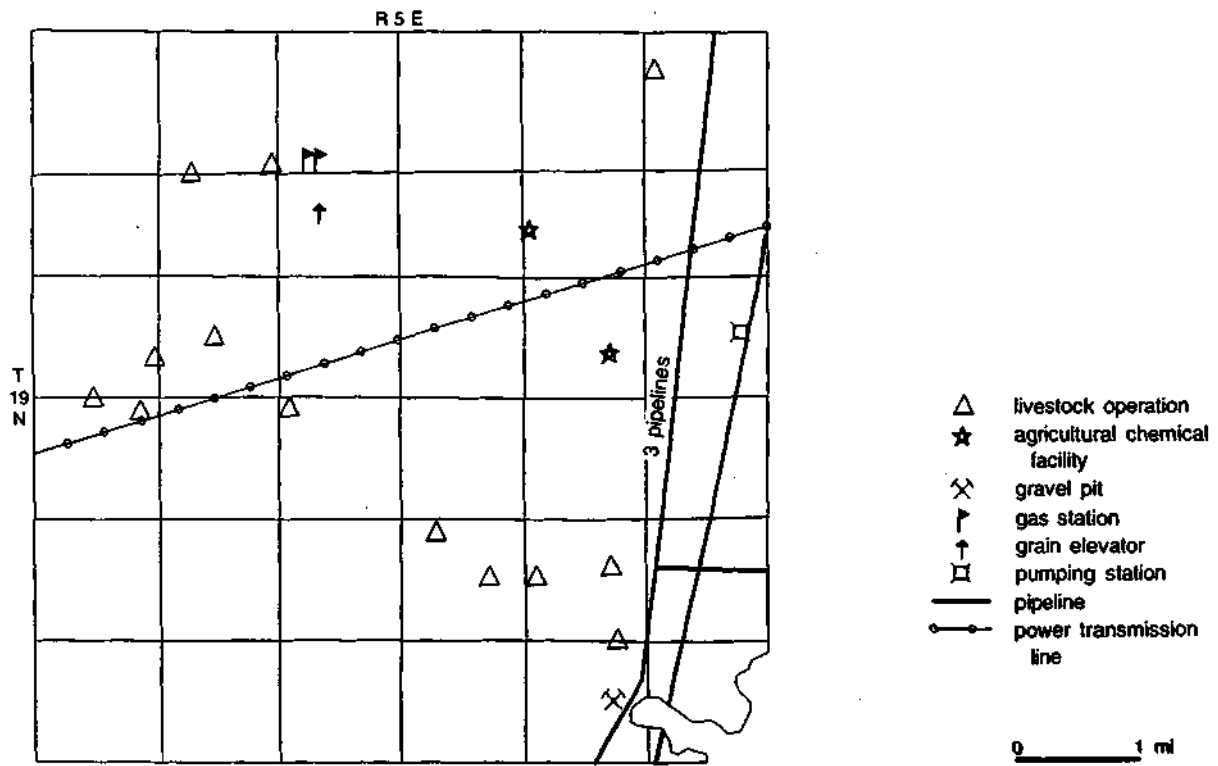 R 5 E
T
19
N
3 pipelines
livestock operation
agricultural chemical
facility
gravel pit
gas station
grain elevator
pumping station
pipeline
power transmission
line
0 1 mi